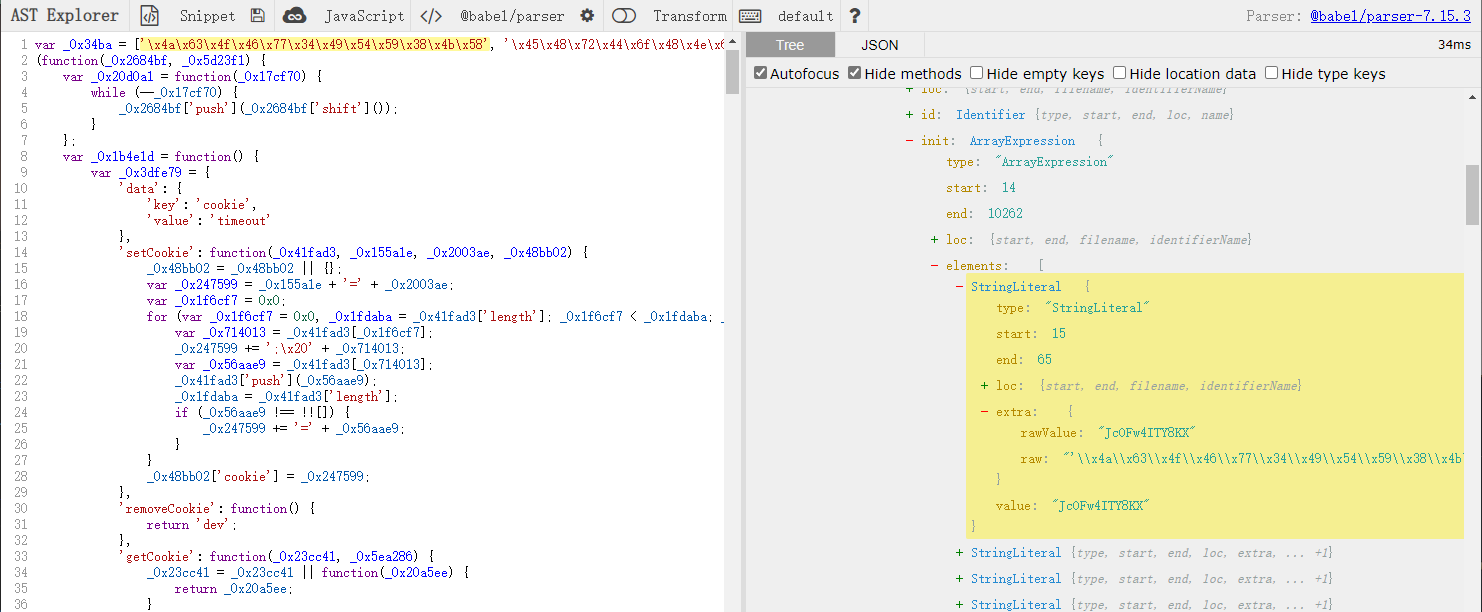 AST Explorer Snippet JavaScript </> @babel/parser Transform default ? Parser: @babel/parser-7.15.3
Tree JSON 34ms
Autofocus Hide methods Hide empty keys Hide location data Hide type keys
1 var _0x34ba = ['\x4a\x63\x4f\x46\x77\x34\x49\x54\x59\x38\x4b\x58', '\x45\x48\x72\x44\x6f\x48\x4e\x6
2 (function(_0x2684bf, _0x5d23f1) {
3 var _0x20d0a1 = function(_0x17cf70) {
4 while (--_0x17cf70) {
5 _0x2684bf['push'](_0x2684bf['shift']());
6 }
7 };
8 var _0x1b4e1d = function() {
9 var _0x3dfe79 = {
10 'data': {
11 'key': 'cookie',
12 'value': 'timeout'
13 },
14 'setCookie': function(_0x41fad3, _0x155a1e, _0x2003ae, _0x48bb02) {
15 _0x48bb02 = _0x48bb02 || {};
16 var _0x247599 = _0x155a1e + '=' + _0x2003ae;
17 var _0x1f6cf7 = 0x0;
18 for (var _0x1f6cf7 = 0x0, _0x1fdaba = _0x41fad3['length']; _0x1f6cf7 < _0x1fdaba; _
19 var _0x714013 = _0x41fad3[_0x1f6cf7];
20 _0x247599 += ';\x20' + _0x714013;
21 var _0x56aae9 = _0x41fad3[_0x714013];
22 _0x41fad3['push'](_0x56aae9);
23 _0x1fdaba = _0x41fad3['length'];
24 if (_0x56aae9 !== !![]) {
25 _0x247599 += '=' + _0x56aae9;
26 }
27 }
28 _0x48bb02['cookie'] = _0x247599;
29 },
30 'removeCookie': function() {
31 return 'dev';
32 },
33 'getCookie': function(_0x23cc41, _0x5ea286) {
34 _0x23cc41 = _0x23cc41 || function(_0x20a5ee) {
35 return _0x20a5ee;
36 }
+ loc: {start, end, filename, identifierName}
+ id: Identifier {type, start, end, loc, name}
- init: ArrayExpression {
type: "ArrayExpression"
start: 14
end: 10262
+ loc: {start, end, filename, identifierName}
- elements: [
- StringLiteral {
type: "StringLiteral"
start: 15
end: 65
+ loc: {start, end, filename, identifierName}
- extra: {
rawValue: "JcOFw4ITY8KX"
raw: "'\\x4a\\x63\\x4f\\x46\\x77\\x34\\x49\\x54\\x59\\x38\\x4b\
}
value: "JcOFw4ITY8KX"
}
+ StringLiteral {type, start, end, loc, extra, ... +1}
+ StringLiteral {type, start, end, loc, extra, ... +1}
+ StringLiteral {type, start, end, loc, extra, ... +1}